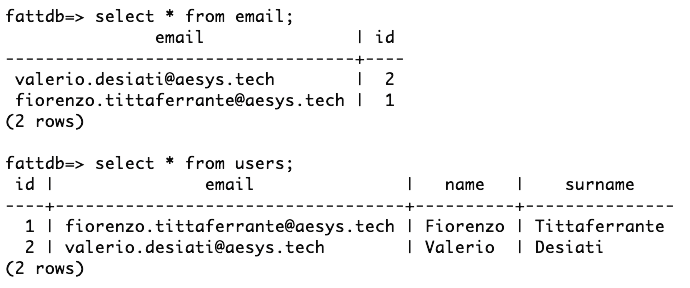 fattdb=> select * from email;
              email               | id
----------------------------------+----
 valerio.desiati@aesys.tech       |  2
 fiorenzo.tittaferrante@aesys.tech |  1
(2 rows)

fattdb=> select * from users;
 id |               email               |   name   |    surname
----+-----------------------------------+----------+---------------
  1 | fiorenzo.tittaferrante@aesys.tech | Fiorenzo | Tittaferrante
  2 | valerio.desiati@aesys.tech        | Valerio  | Desiati
(2 rows)